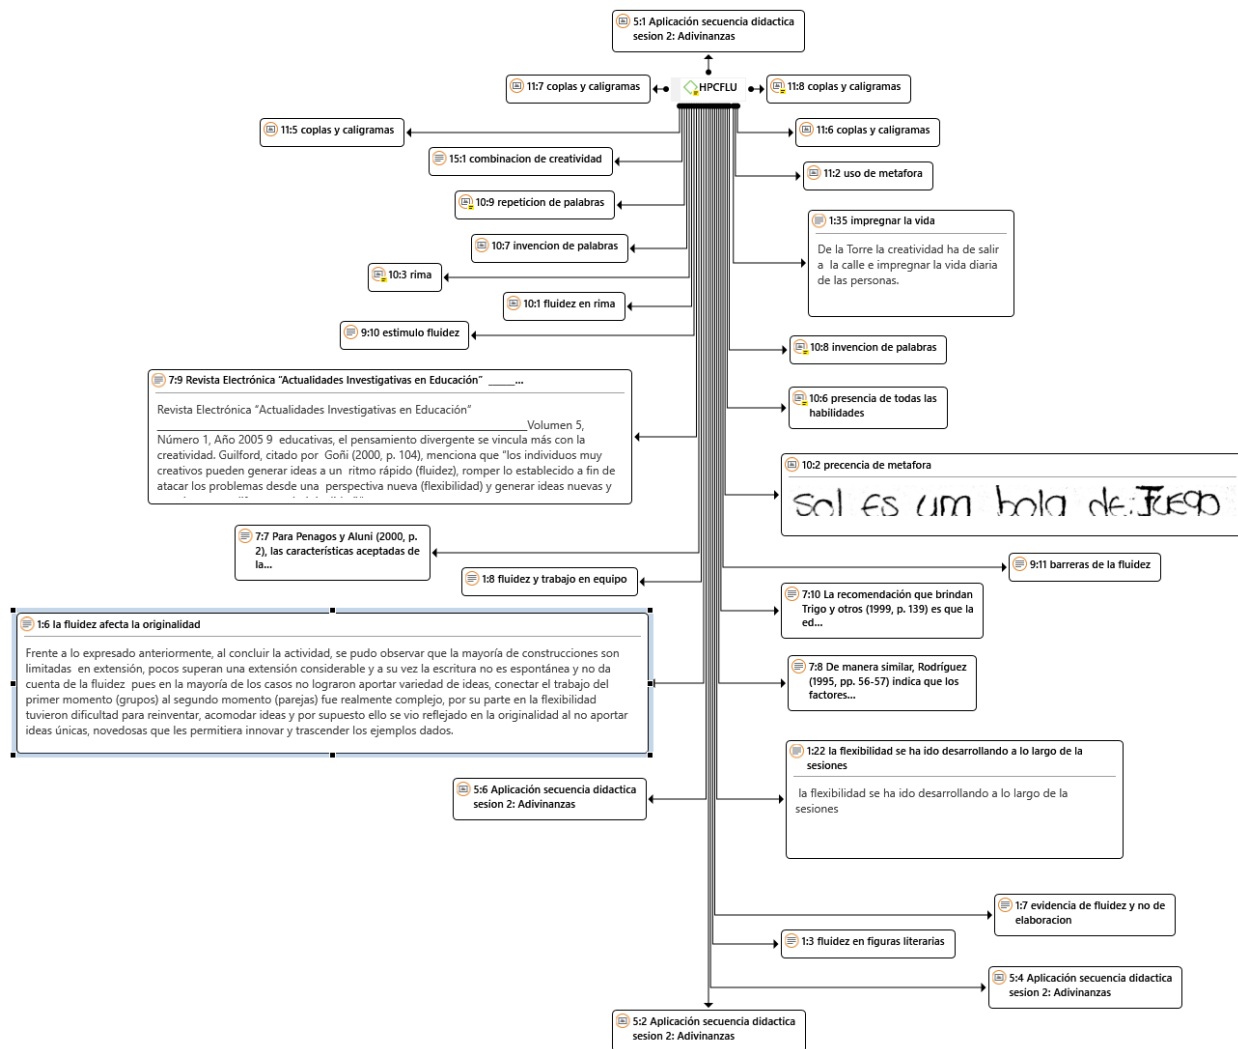 5:1 Aplicación secuencia didactica
sesion 2: Adivinanzas
11:7 coplas y caligramas
HPCFLU
11:8 coplas y caligramas
11:5 coplas y caligramas
11:6 coplas y caligramas
15:1 combinacion de creatividad
11:2 uso de metafora
10:9 repeticion de palabras
1:35 impregnar la vida
De la Torre la creatividad ha de salir
a la calle e impregnar la vida diaria
de las personas.
10:7 invencion de palabras
10:3 rima
10:1 fluidez en rima
9:10 estimulo fluidez
10:8 invencion de palabras
7:9 Revista Electrónica “Actualidades Investigativas en Educación” _____...
Revista Electrónica “Actualidades Investigativas en Educación”
____________________________________________________________Volumen 5,
Número 1, Año 2005 9 educativas, el pensamiento divergente se vincula más con la
creatividad. Guilford, citado por Goñi (2000, p. 104), menciona que “los individuos muy
creativos pueden generar ideas a un ritmo rápido (fluidez), romper lo establecido a fin de
atacar los problemas desde una perspectiva nueva (flexibilidad) y generar ideas nuevas y
10:6 presencia de todas las
habilidades
10:2 precencia de metafora
sol es um bola de Fuego
7:7 Para Penagos y Aluni (2000, p.
2), las características aceptadas de
la...
9:11 barreras de la fluidez
1:8 fluidez y trabajo en equipo
7:10 La recomendación que brindan
Trigo y otros (1999, p. 139) es que la
ed...
1:6 la fluidez afecta la originalidad
Frente a lo expresado anteriormente, al concluir la actividad, se pudo observar que la mayoría de construcciones son
limitadas en extensión, pocos superan una extensión considerable y a su vez la escritura no es espontánea y no da
cuenta de la fluidez pues en la mayoría de los casos no lograron aportar variedad de ideas, conectar el trabajo del
primer momento (grupos) al segundo momento (parejas) fue realmente complejo, por su parte en la flexibilidad
tuvieron dificultad para reinventar, acomodar ideas y por supuesto ello se vio reflejado en la originalidad al no aportar
ideas únicas, novedosas que les permitiera innovar y trascender los ejemplos dados.
7:8 De manera similar, Rodríguez
(1995, pp. 56-57) indica que los
factores...
1:22 la flexibilidad se ha ido desarrollando a lo largo de la
sesiones
la flexibilidad se ha ido desarrollando a lo largo de la
sesiones
5:6 Aplicación secuencia didactica
sesion 2: Adivinanzas
1:7 evidencia de fluidez y no de
elaboracion
1:3 fluidez en figuras literarias
5:4 Aplicación secuencia didactica
sesion 2: Adivinanzas
5:2 Aplicación secuencia didactica
sesion 2: Adivinanzas